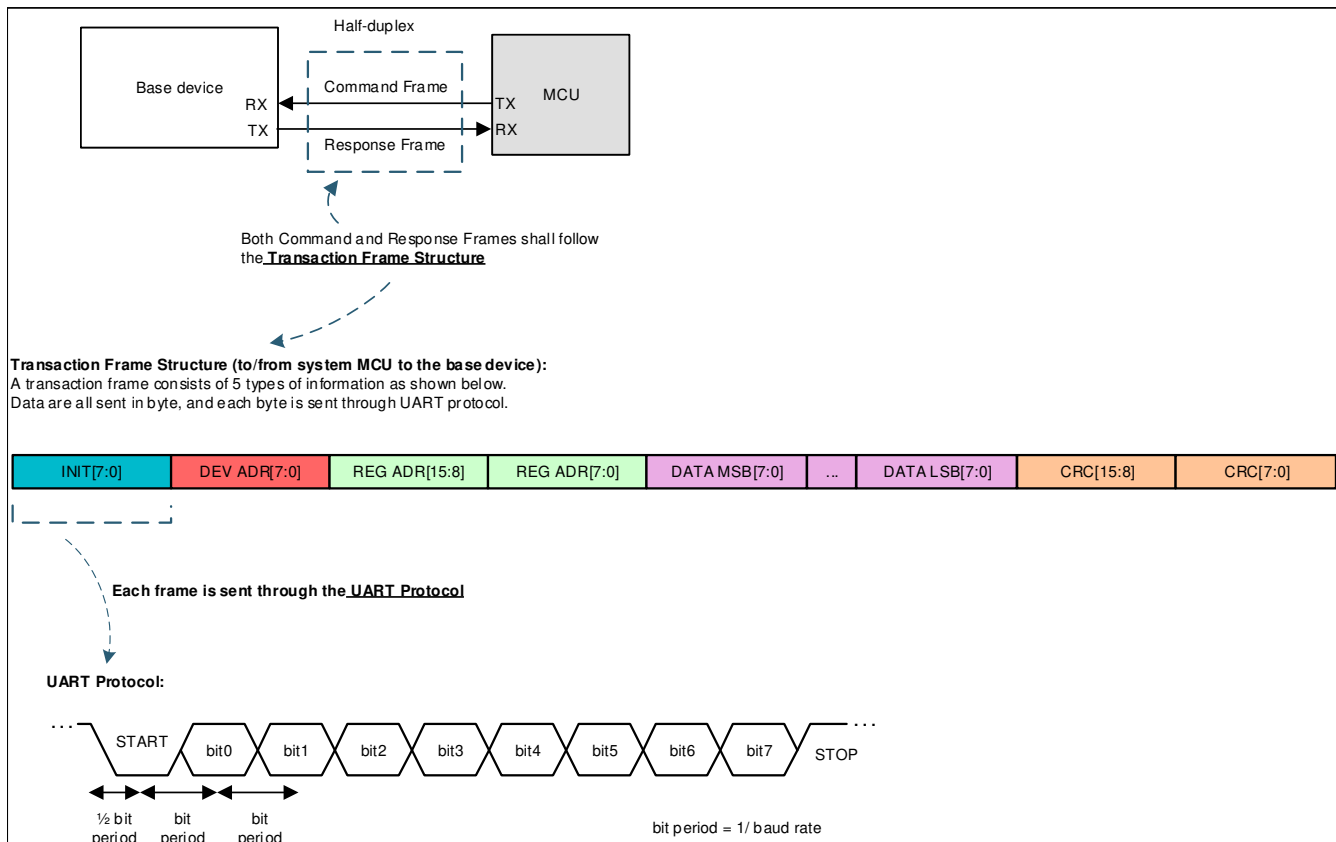 Half-duplex
Base device
MCU
Command Frame
RX
TX
TX
RX
Response Frame
Both Command and Response Frames shall follow
the Transaction Frame Structure
Transaction Frame Structure (to/from system MCU to the base device):
A transaction frame consists of 5 types of information as shown below.
Data are all sent in byte, and each byte is sent through UART protocol.
INIT[7:0] DEV ADR[7:0] REG ADR[15:8] REG ADR[7:0] DATA MSB[7:0] ... DATA LSB[7:0] CRC[15:8] CRC[7:0]
Each frame is sent through the UART Protocol
UART Protocol:
... START bit0 bit1 bit2 bit3 bit4 bit5 bit6 bit7 STOP ...
½ bit
period
bit
period
bit
period
bit period = 1/ baud rate